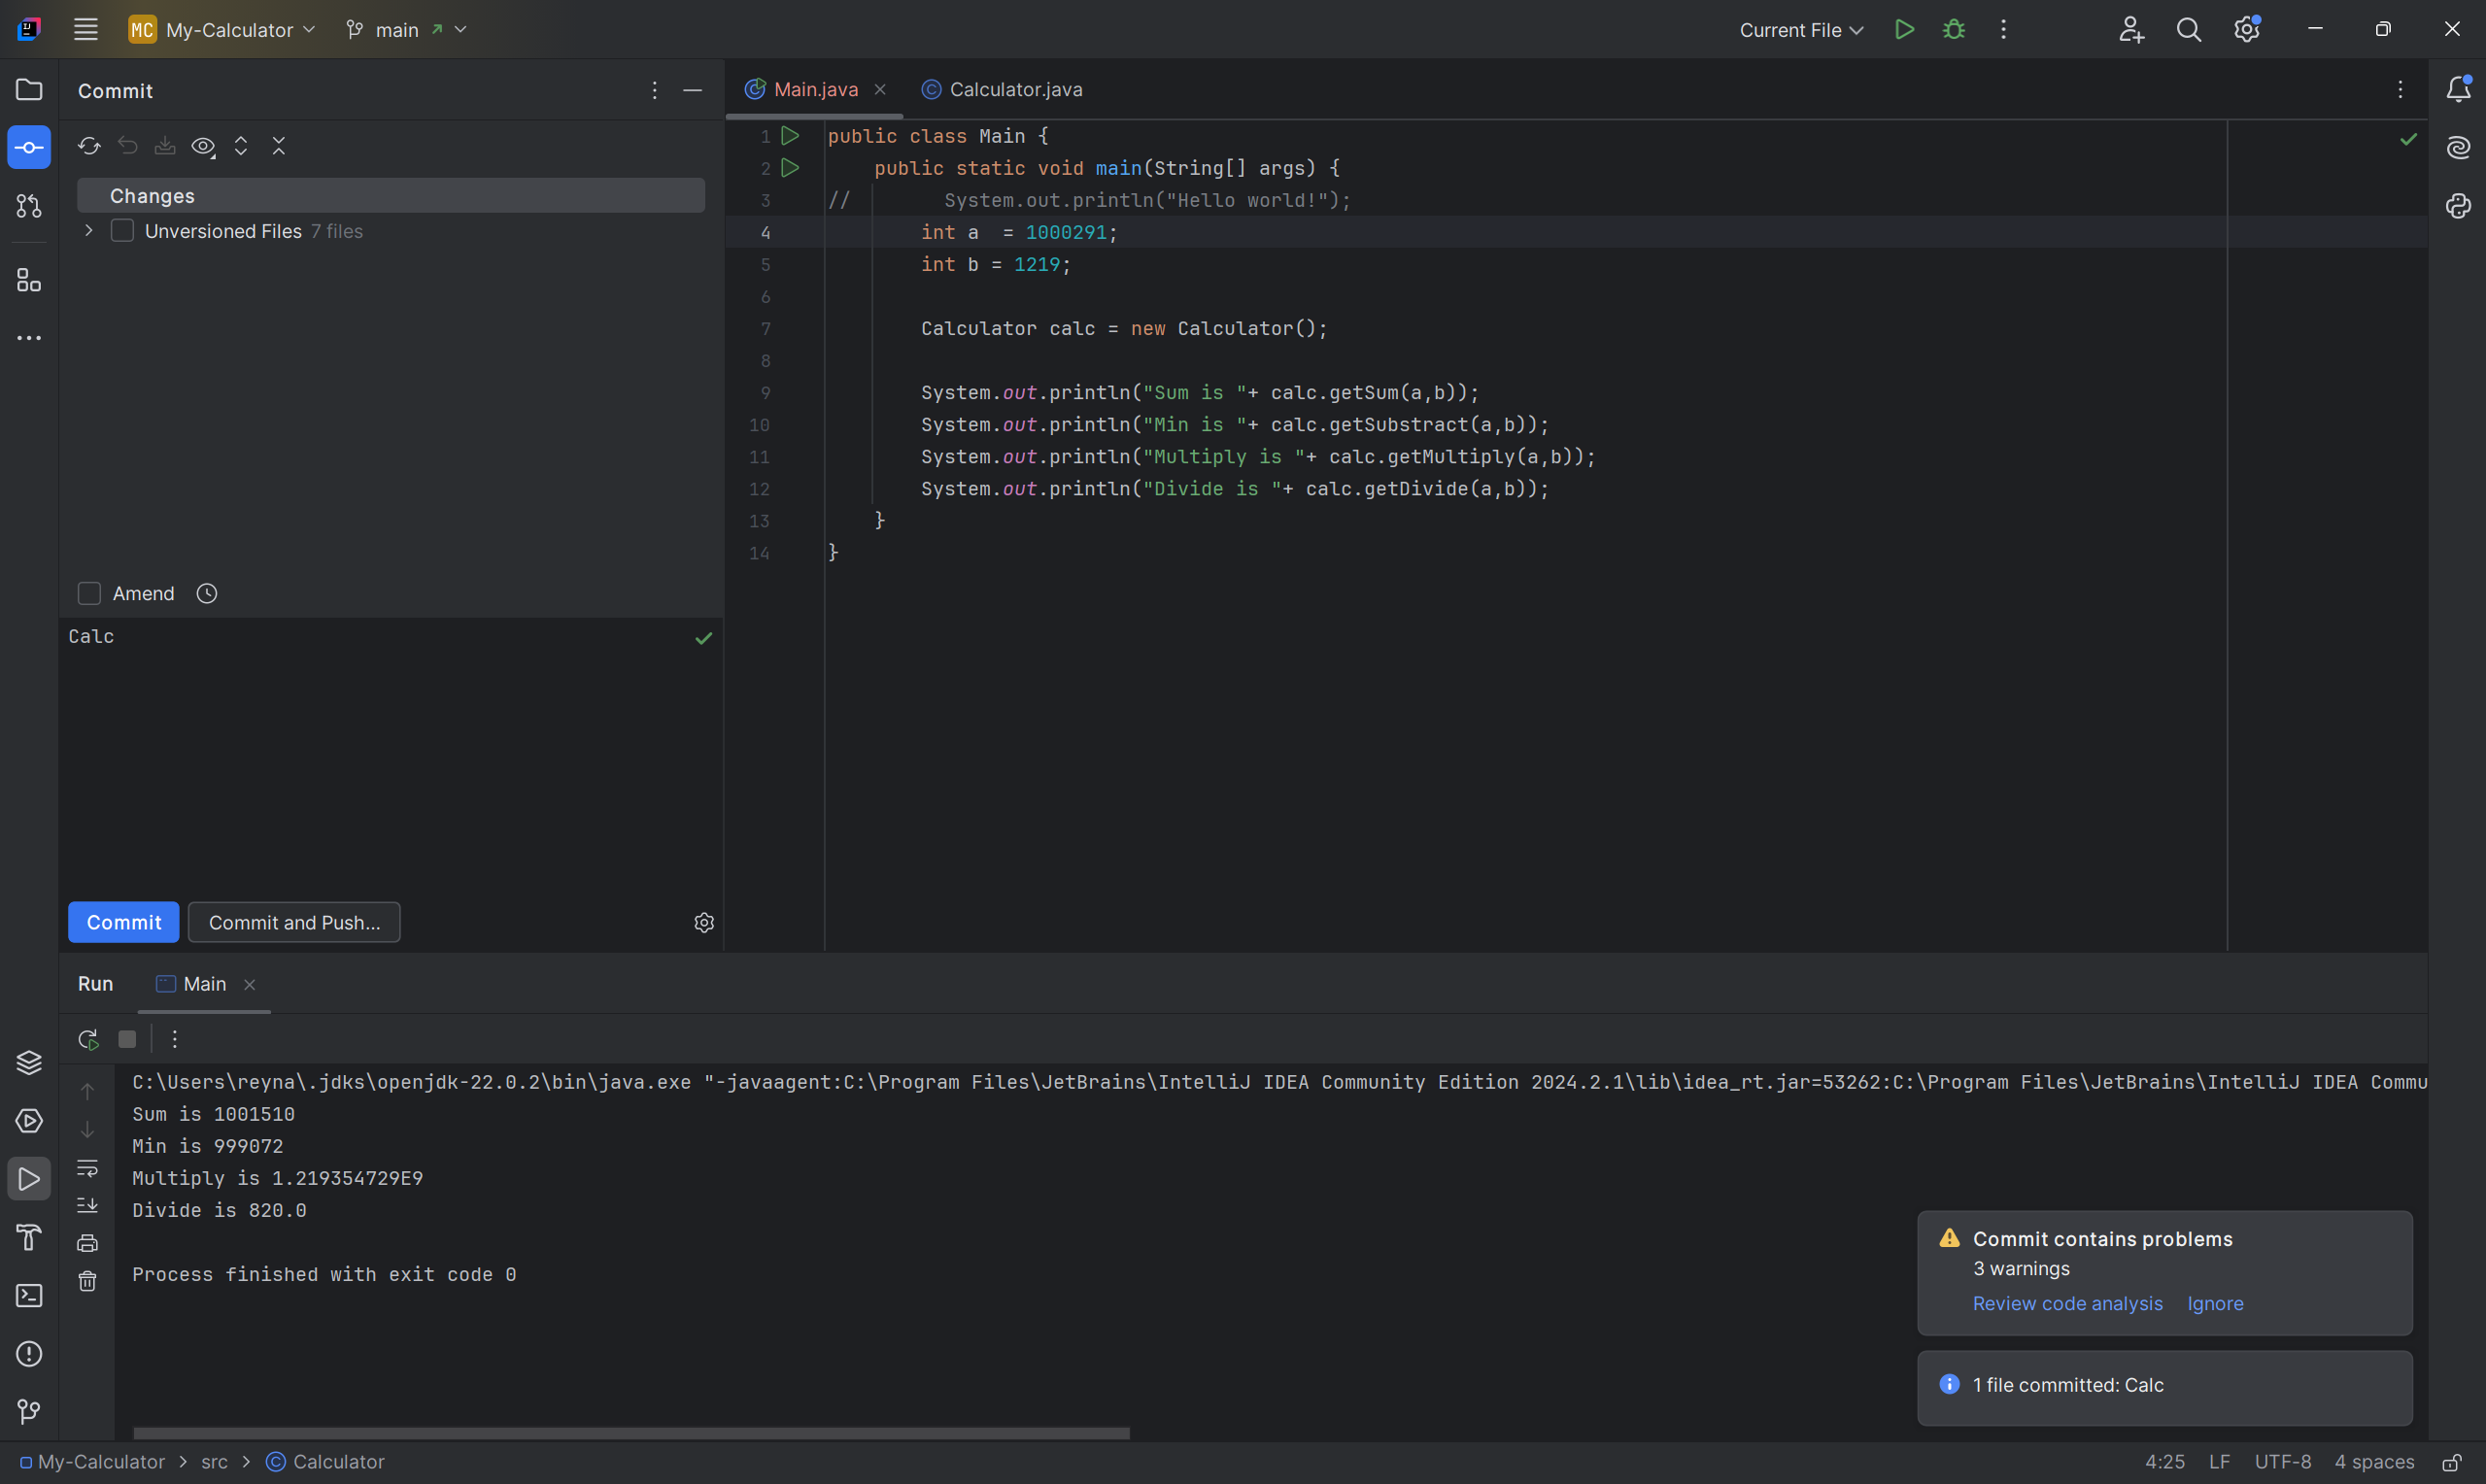 MC My-Calculator main Current File
Commit
Changes
Unversioned Files 7 files
Amend
Calc
Commit Commit and Push...
Main.java Calculator.java
1 public class Main {
2 public static void main(String[] args) {
3 // System.out.println("Hello world!");
4 int a  = 1000291;
5 int b = 1219;
6
7 Calculator calc = new Calculator();
8
9 System.out.println("Sum is "+ calc.getSum(a,b));
10 System.out.println("Min is "+ calc.getSubstract(a,b));
11 System.out.println("Multiply is "+ calc.getMultiply(a,b));
12 System.out.println("Divide is "+ calc.getDivide(a,b));
13 }
14 }
Run Main
C:\Users\reyna\.jdks\openjdk-22.0.2\bin\java.exe "-javaagent:C:\Program Files\JetBrains\IntelliJ IDEA Community Edition 2024.2.1\lib\idea_rt.jar=53262:C:\Program Files\JetBrains\IntelliJ IDEA Commu
Sum is 1001510
Min is 999072
Multiply is 1.219354729E9
Divide is 820.0
Process finished with exit code 0
Commit contains problems
3 warnings
Review code analysis Ignore
1 file committed: Calc
My-Calculator > src > Calculator 4:25 LF UTF-8 4 spaces